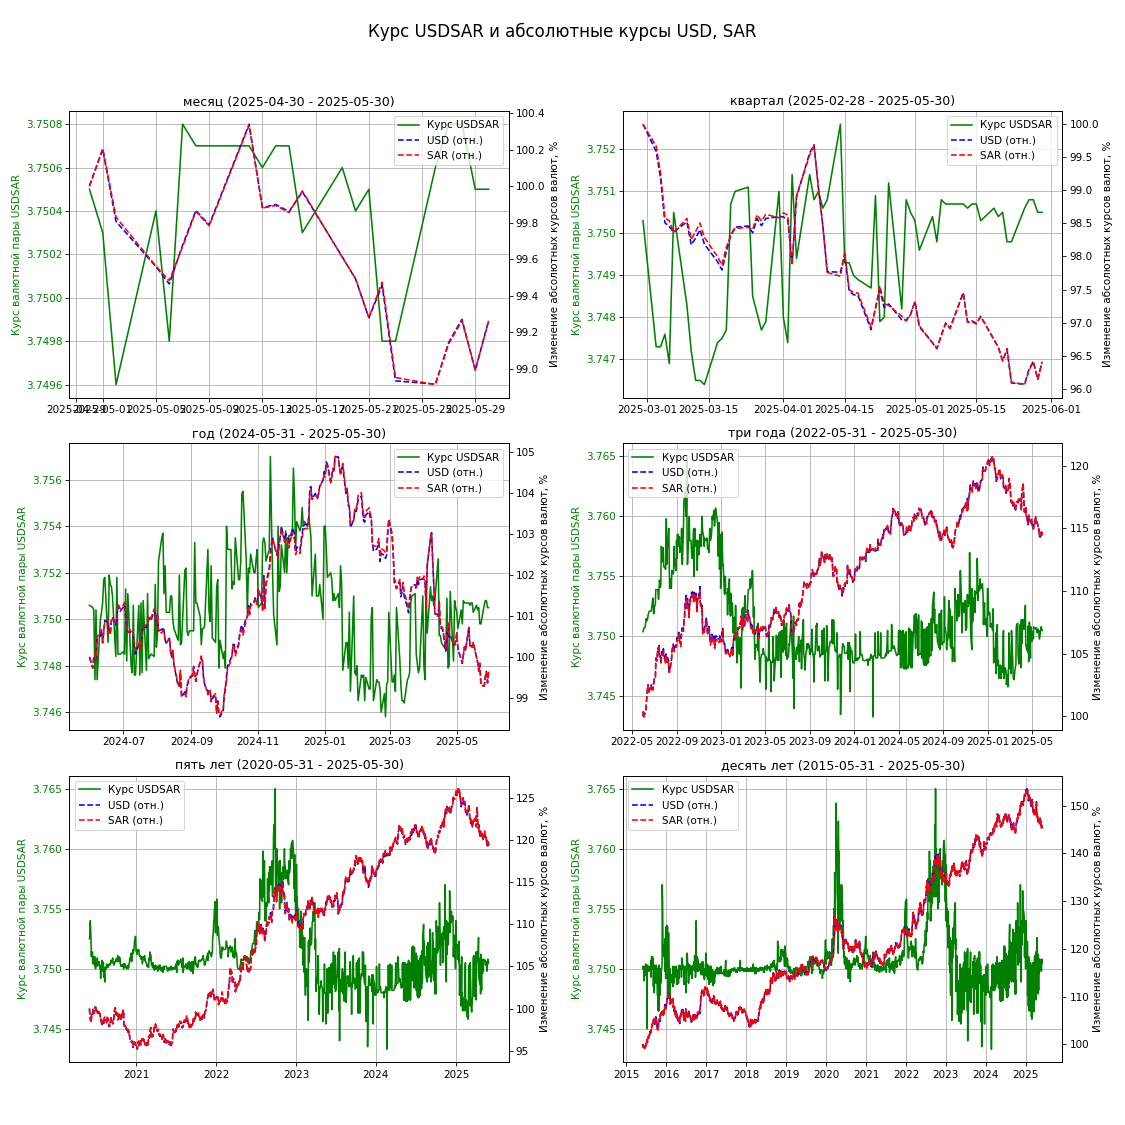 Курс USDSAR и абсолютные курсы USD, SAR
месяц (2025-04-30 - 2025-05-30)
Курс валютной пары USDSAR
3.7508
3.7506
3.7504
3.7502
3.7500
3.7498
3.7496
100.4
100.2
100.0
99.8
99.6
99.4
99.2
99.0
Изменение абсолютных курсов валют, %
Курс USDSAR
USD (отн.)
SAR (отн.)
2025-04-29 2025-05-01 2025-05-05 2025-05-09 2025-05-13 2025-05-17 2025-05-21 2025-05-25 2025-05-29
квартал (2025-02-28 - 2025-05-30)
Курс валютной пары USDSAR
3.752
3.751
3.750
3.749
3.748
3.747
100.0
99.5
99.0
98.5
98.0
97.5
97.0
96.5
96.0
Изменение абсолютных курсов валют, %
Курс USDSAR
USD (отн.)
SAR (отн.)
2025-03-01 2025-03-15 2025-04-01 2025-04-15 2025-05-01 2025-05-15 2025-06-01
год (2024-05-31 - 2025-05-30)
Курс валютной пары USDSAR
3.756
3.754
3.752
3.750
3.748
3.746
105
104
103
102
101
100
99
Изменение абсолютных курсов валют, %
Курс USDSAR
USD (отн.)
SAR (отн.)
2024-07 2024-09 2024-11 2025-01 2025-03 2025-05
три года (2022-05-31 - 2025-05-30)
Курс валютной пары USDSAR
3.765
3.760
3.755
3.750
3.745
120
115
110
105
100
Изменение абсолютных курсов валют, %
Курс USDSAR
USD (отн.)
SAR (отн.)
2022-05 2022-09 2023-01 2023-05 2023-09 2024-01 2024-05 2024-09 2025-01 2025-05
пять лет (2020-05-31 - 2025-05-30)
Курс валютной пары USDSAR
3.765
3.760
3.755
3.750
3.745
125
120
115
110
105
100
95
Изменение абсолютных курсов валют, %
Курс USDSAR
USD (отн.)
SAR (отн.)
2021 2022 2023 2024 2025
десять лет (2015-05-31 - 2025-05-30)
Курс валютной пары USDSAR
3.765
3.760
3.755
3.750
3.745
150
140
130
120
110
100
Изменение абсолютных курсов валют, %
Курс USDSAR
USD (отн.)
SAR (отн.)
2015 2016 2017 2018 2019 2020 2021 2022 2023 2024 2025